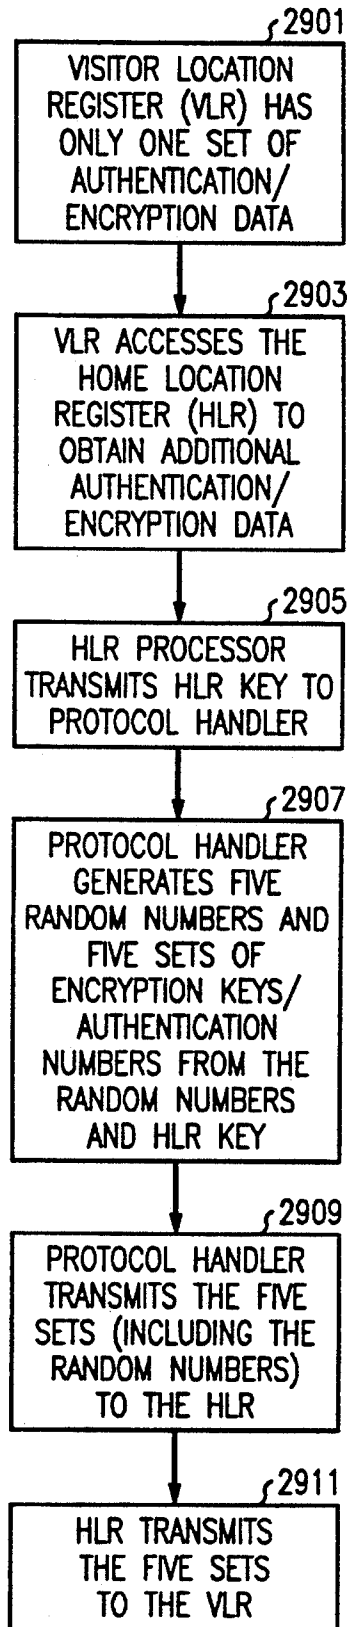 2901
VISITOR LOCATION
REGISTER (VLR) HAS
ONLY ONE SET OF
AUTHENTICATION/
ENCRYPTION DATA
2903
VLR ACCESSES THE
HOME LOCATION
REGISTER (HLR) TO
OBTAIN ADDITIONAL
AUTHENTICATION/
ENCRYPTION DATA
2905
HLR PROCESSOR
TRANSMITS HLR KEY TO
PROTOCOL HANDLER
2907
PROTOCOL HANDLER
GENERATES FIVE
RANDOM NUMBERS AND
FIVE SETS OF
ENCRYPTION KEYS/
AUTHENTICATION
NUMBERS FROM THE
RANDOM NUMBERS
AND HLR KEY
2909
PROTOCOL HANDLER
TRANSMITS THE FIVE
SETS (INCLUDING THE
RANDOM NUMBERS)
TO THE HLR
2911
HLR TRANSMITS
THE FIVE SETS
TO THE VLR